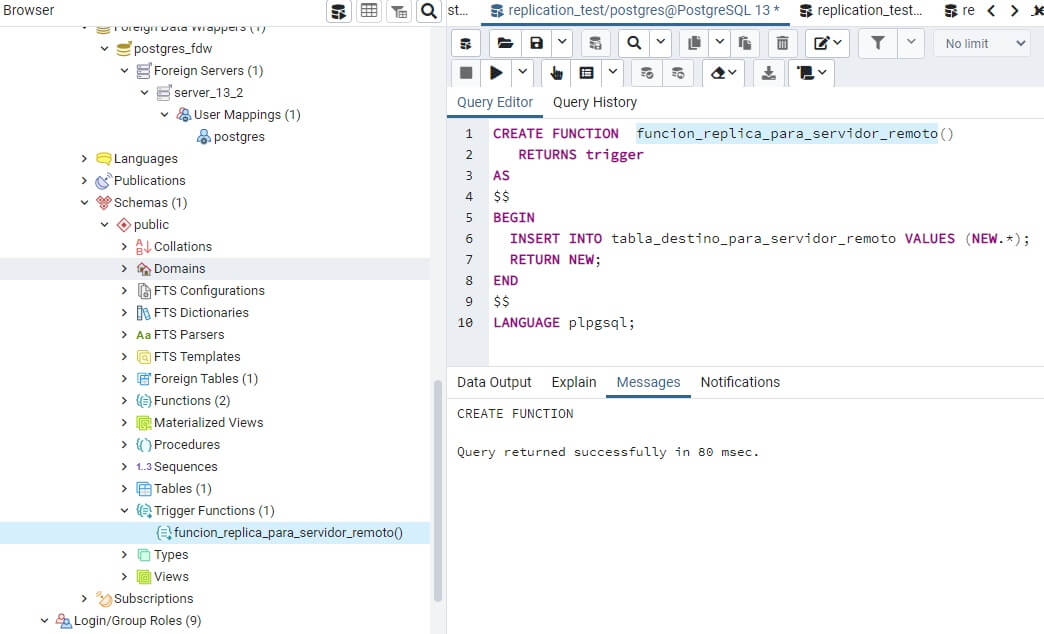 Browser
Foreign Data Wrappers (1)
postgres_fdw
Foreign Servers (1)
server_13_2
User Mappings (1)
postgres
Languages
Publications
Schemas (1)
public
Collations
Domains
FTS Configurations
FTS Dictionaries
Aa FTS Parsers
FTS Templates
Foreign Tables (1)
Functions (2)
Materialized Views
Procedures
1..3 Sequences
Tables (1)
Trigger Functions (1)
funcion_replica_para_servidor_remoto()
Types
Views
Subscriptions
Login/Group Roles (9)
st... replication_test/postgres@PostgreSQL 13 * replication_test... re
No limit
Query Editor Query History
1 CREATE FUNCTION funcion_replica_para_servidor_remoto()
2 RETURNS trigger
3 AS
4 $$
5 BEGIN
6 INSERT INTO tabla_destino_para_servidor_remoto VALUES (NEW.*);
7 RETURN NEW;
8 END
9 $$
10 LANGUAGE plpgsql;
Data Output Explain Messages Notifications
CREATE FUNCTION
Query returned successfully in 80 msec.